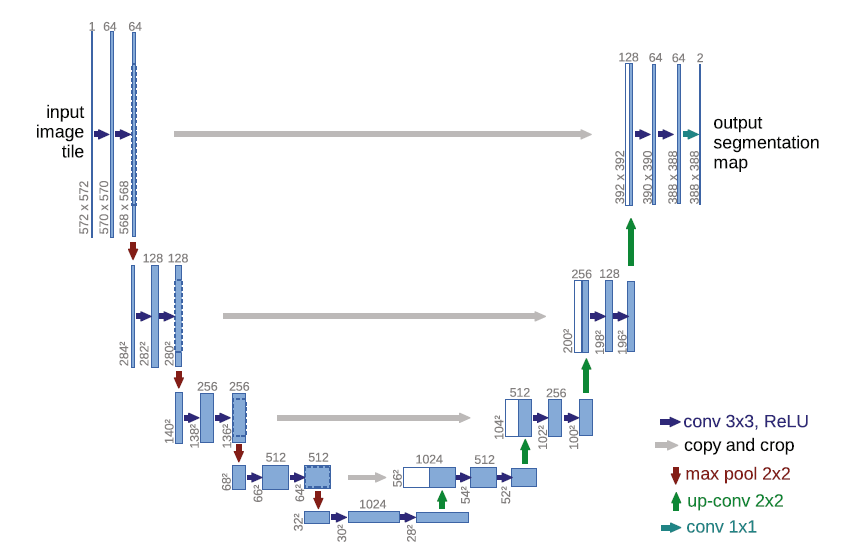 1 64 64
input
image
tile
572 x 572
570 x 570
568 x 568
128 64 64 2
output
segmentation
map
392 x 392
390 x 390
388 x 388
388 x 388
128 128
284²
282²
280²
256 128
200²
198²
196²
256 256
140²
138²
136²
512 256
104²
102²
100²
512 512
68²
66²
64²
1024 512
56²
54²
52²
1024
32²
30²
28²
conv 3x3, ReLU
copy and crop
max pool 2x2
up-conv 2x2
conv 1x1